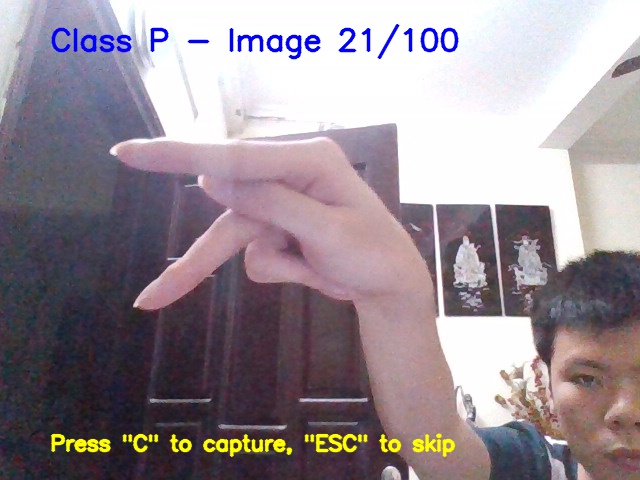 Class P - Image 21/100
Press "C" to capture, "ESC" to skip